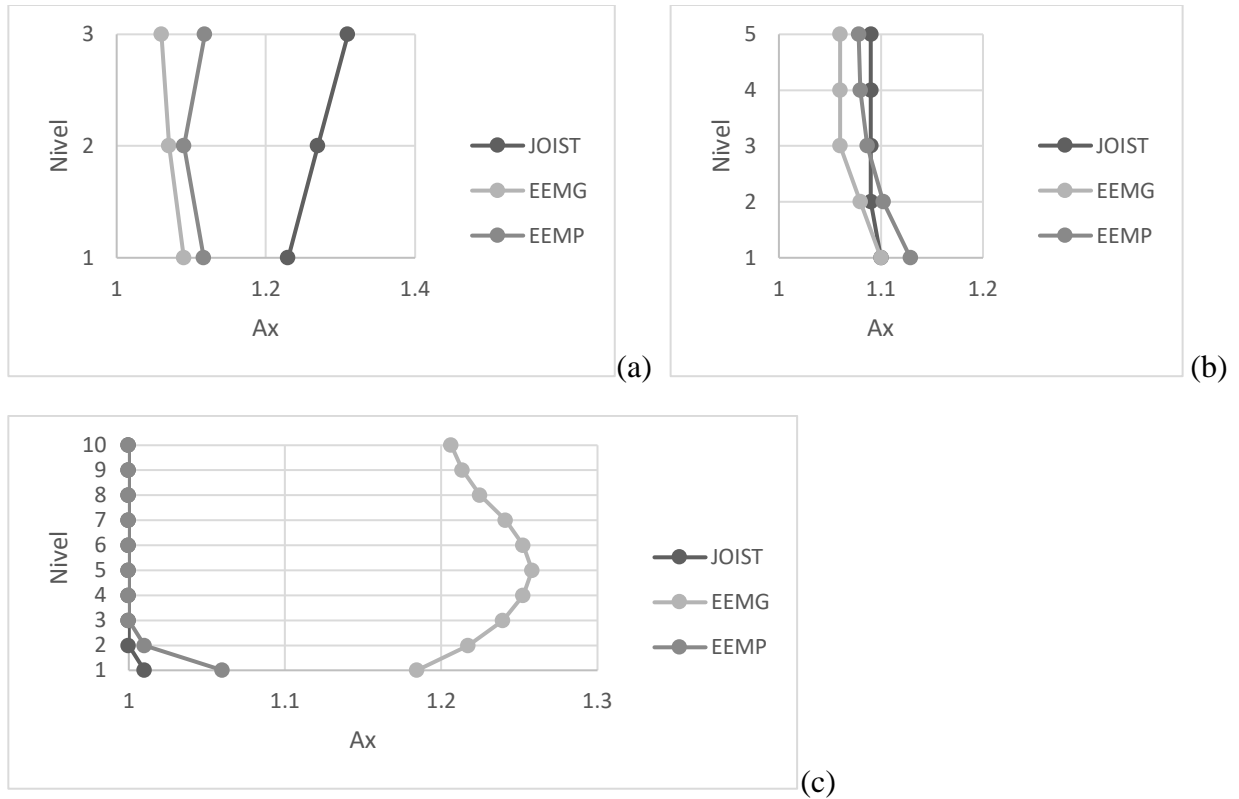 3
2
1
Nivel
1 1.2 1.4
Ax
JOIST
EEMG
EEMP
(a)
5
4
3
2
1
Nivel
1 1.1 1.2
Ax
JOIST
EEMG
EEMP
(b)
10
9
8
7
6
5
4
3
2
1
Nivel
1 1.1 1.2 1.3
Ax
JOIST
EEMG
EEMP
(c)